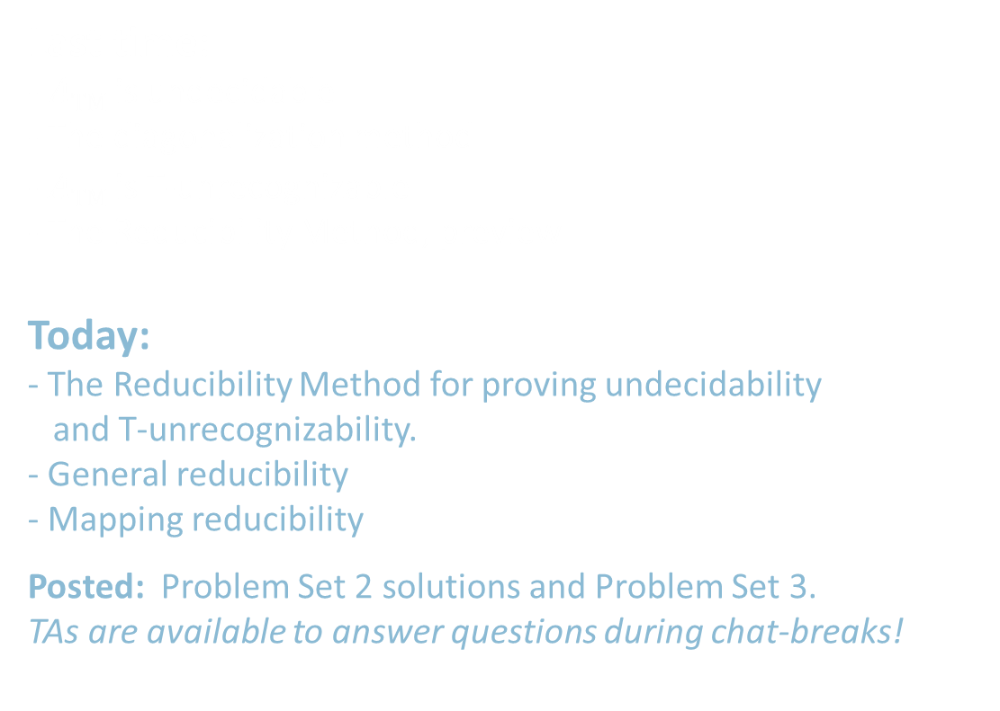 Today:
- The Reducibility Method for proving undecidability
and T-unrecognizability.
- General reducibility
- Mapping reducibility
Posted: Problem Set 2 solutions and Problem Set 3.
TAs are available to answer questions during chat-breaks!